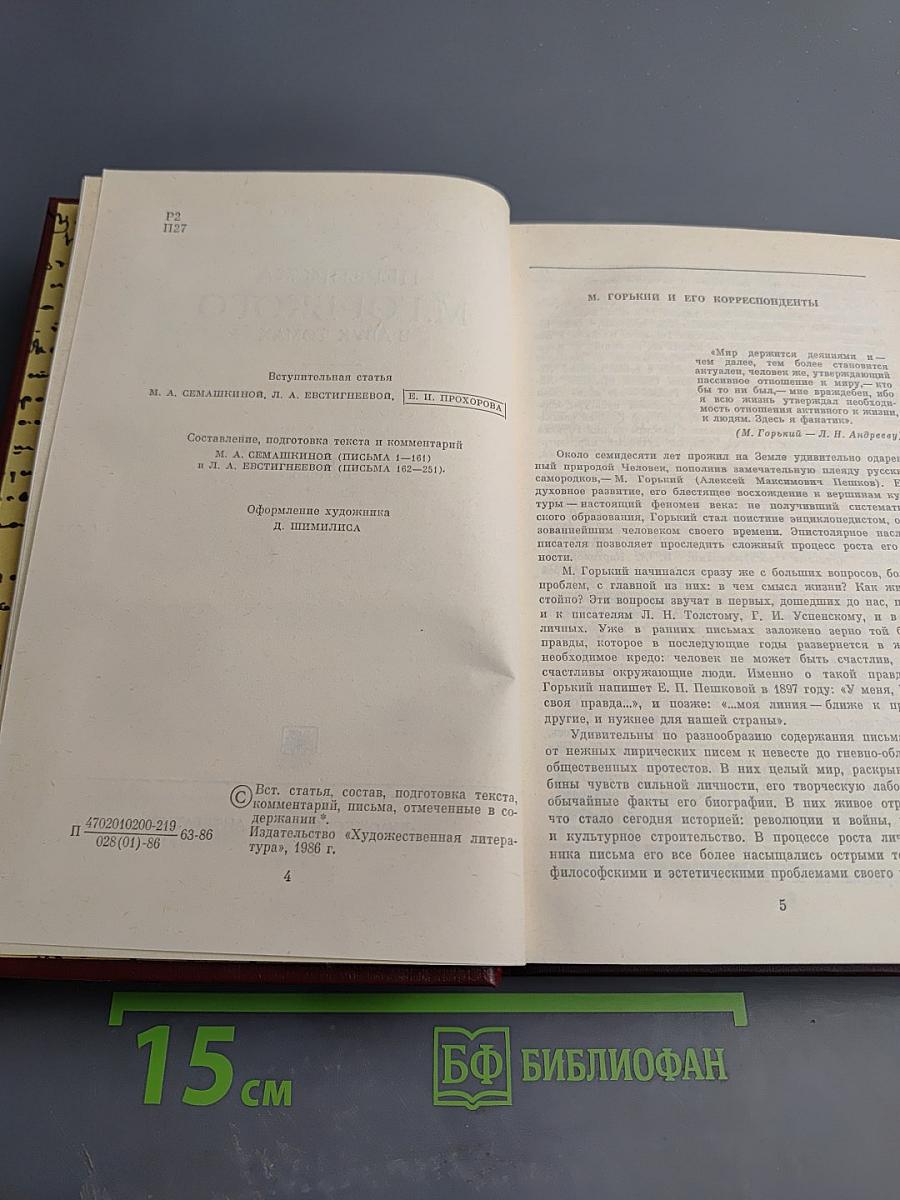 Р2
П27
Вступительная статья
М. А. СЕМАШКИНОЙ, Л. А. ЕВСТИГНЕЕВОЙ, Е. И. ПРОХОРОВА
Составление, подготовка текста и комментарий
М. А. СЕМАШКИНОЙ (ПИСЬМА 1—161)
и Л. А. ЕВСТИГНЕЕВОЙ (ПИСЬМА 162—251).
Оформление художника
Д. ШИМИЛИСА
© Вст. статья, состав, подготовка текста,
комментарий, письма, отмеченные в со-
держании *.
Издательство «Художественная литера-
тура», 1986 г.
П 4702010200-219
028(01)-86 63-86
4
М. ГОРЬКИЙ И ЕГО КОРРЕСПОНДЕНТЫ
«Мир держится деяниями и —
чем далее, тем более становится
актуален, человек же, утверждающий
пассивное отношение к миру,— кто
бы то ни был,— мне враждебен, ибо
я всю жизнь утверждал необходи-
мость отношения активного к жизни,
к людям. Здесь я фанатик».
(М. Горький — Л. Н. Андрееву)
Около семидесяти лет прожил на Земле удивительно одарен-
ный природой Человек, пополнив замечательную плеяду русски
самородков,— М. Горький (Алексей Максимович Пешков). Е
духовное развитие, его блестящее восхождение к вершинам ку
туры — настоящий феномен века: не получивший системати
ского образования, Горький стал поистине энциклопедистом, о
зованнейшим человеком своего времени. Эпистолярное насл
писателя позволяет проследить сложный процесс роста его
ности.
М. Горький начинался сразу же с больших вопросов, бо
проблем, с главной из них: в чем смысл жизни? Как жи
стойно? Эти вопросы звучат в первых, дошедших до нас, п
и к писателям Л. Н. Толстому, Г. И. Успенскому, и в
личных. Уже в ранних письмах заложено зерно той б
правды, которое в последующие годы развернется в ж
необходимое кредо: человек не может быть счастлив,
счастливы окружающие люди. Именно о такой правд
Горький напишет Е. П. Пешковой в 1897 году: «У меня,
своя правда...», и позже: «...моя линия — ближе к пр
другие, и нужнее для нашей страны».
Удивительны по разнообразию содержания письма
от нежных лирических писем к невесте до гневно-обл
общественных протестов. В них целый мир, раскры
бины чувств сильной личности, его творческую лабо
обычайные факты его биографии. В них живое отр
что стало сегодня историей: революции и войны,
и культурное строительство. В процессе роста лич
ника письма его все более насыщались острыми т
философскими и эстетическими проблемами своего
5
15 см
БФ БИБЛИОФАН